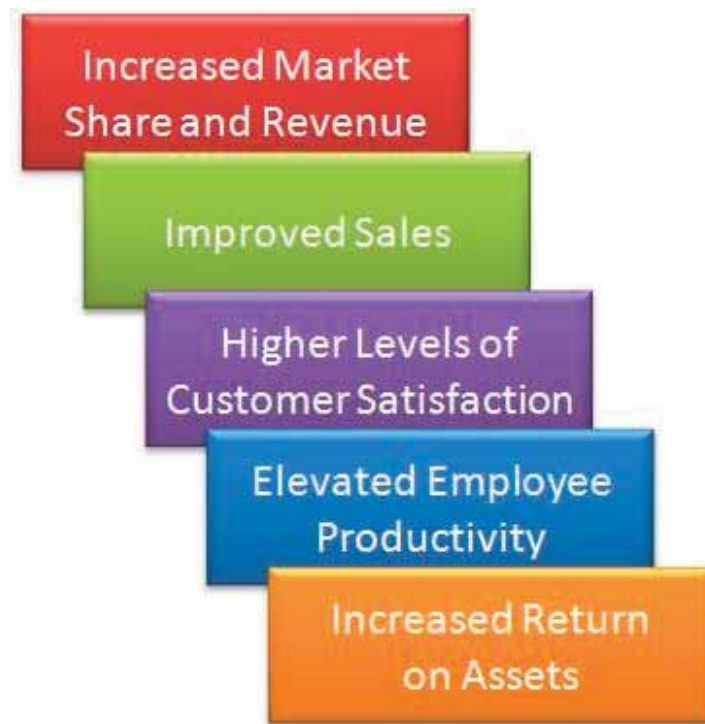 Increased Market
Share and Revenue
Improved Sales
Higher Levels of
Customer Satisfaction
Elevated Employee
Productivity
Increased Return
on Assets